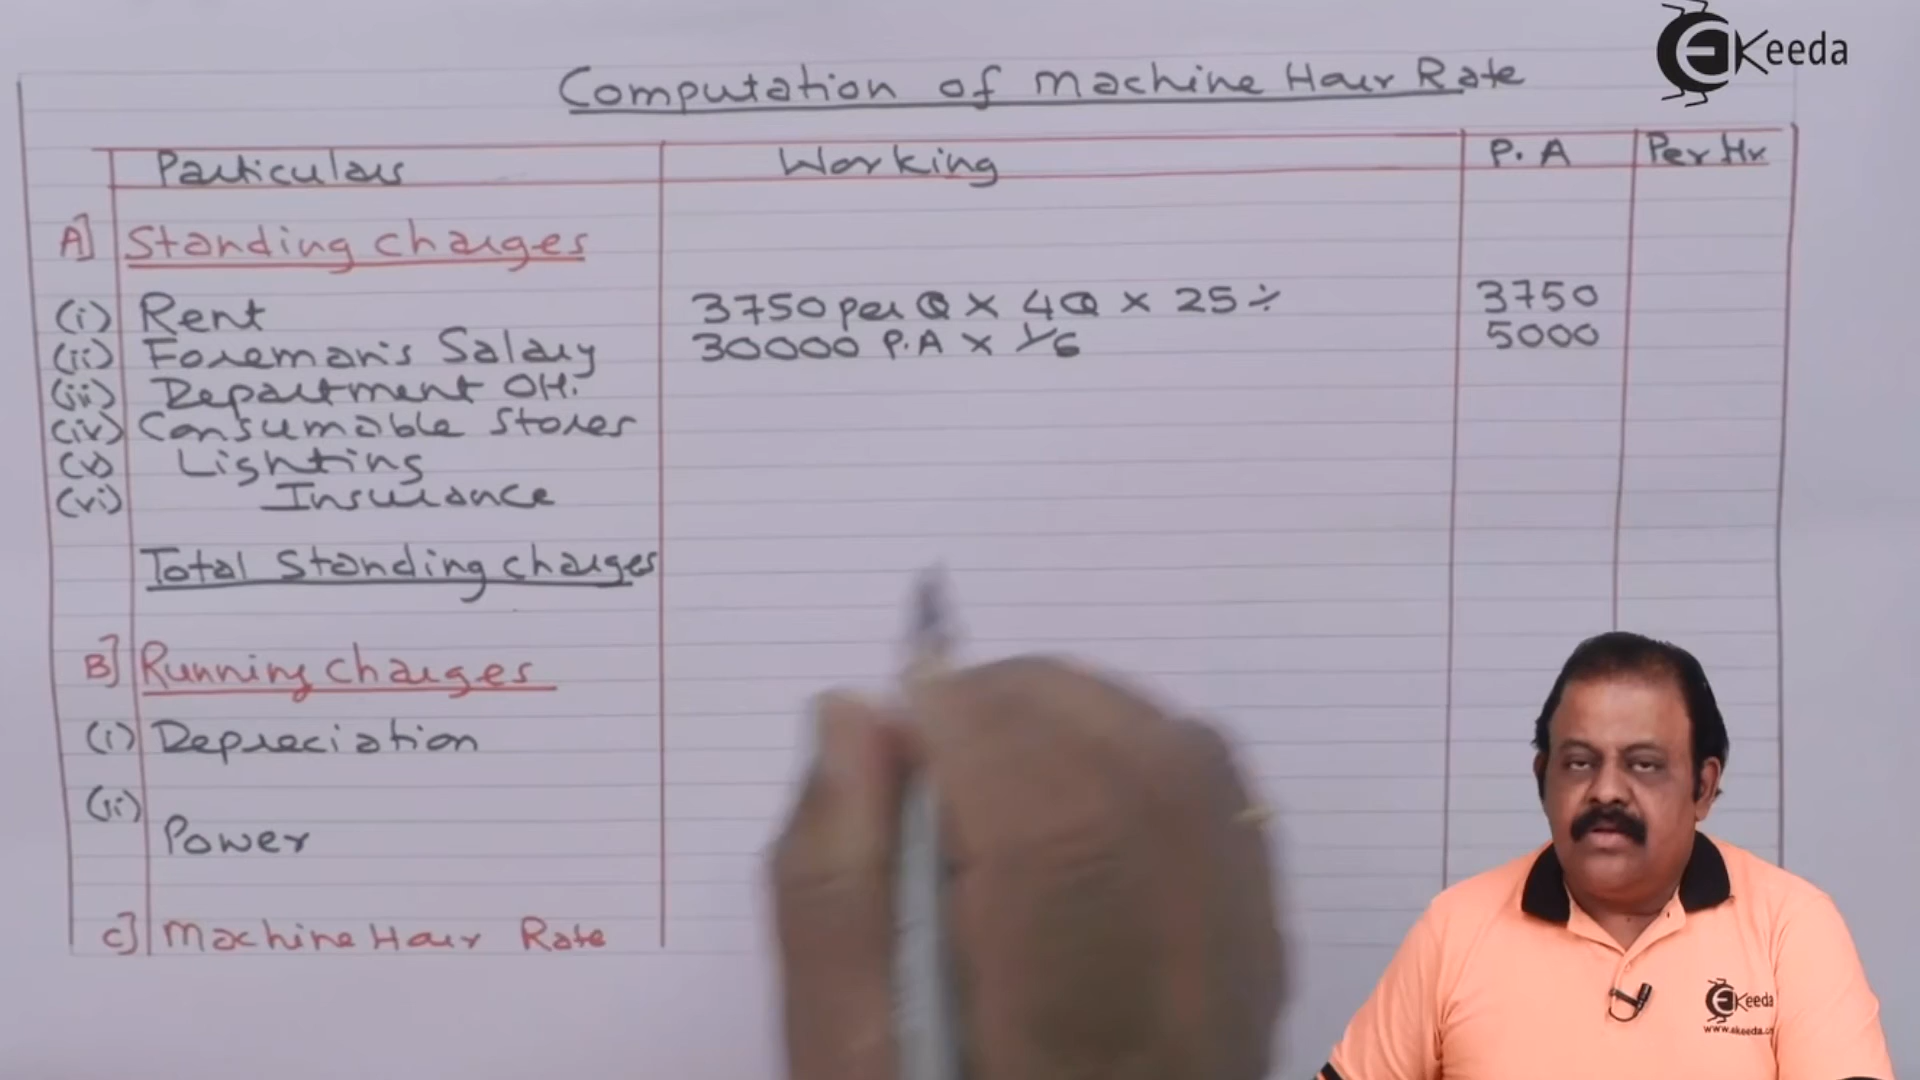 Ekeeda
Computation of Machine Hour Rate
Particulars Working P.A Per Hr
A] Standing charges
(i) Rent 3750 per Q X 4Q X 25% 3750
(ii) Foreman's Salary 30000 P.A X 1/6 5000
(iii) Department OH.
(iv) Consumable Stores
(v) Lighting
(vi) Insurance
Total Standing charges
B] Running charges
(i) Depreciation
(ii) Power
C] Machine Hour Rate
Ekeeda